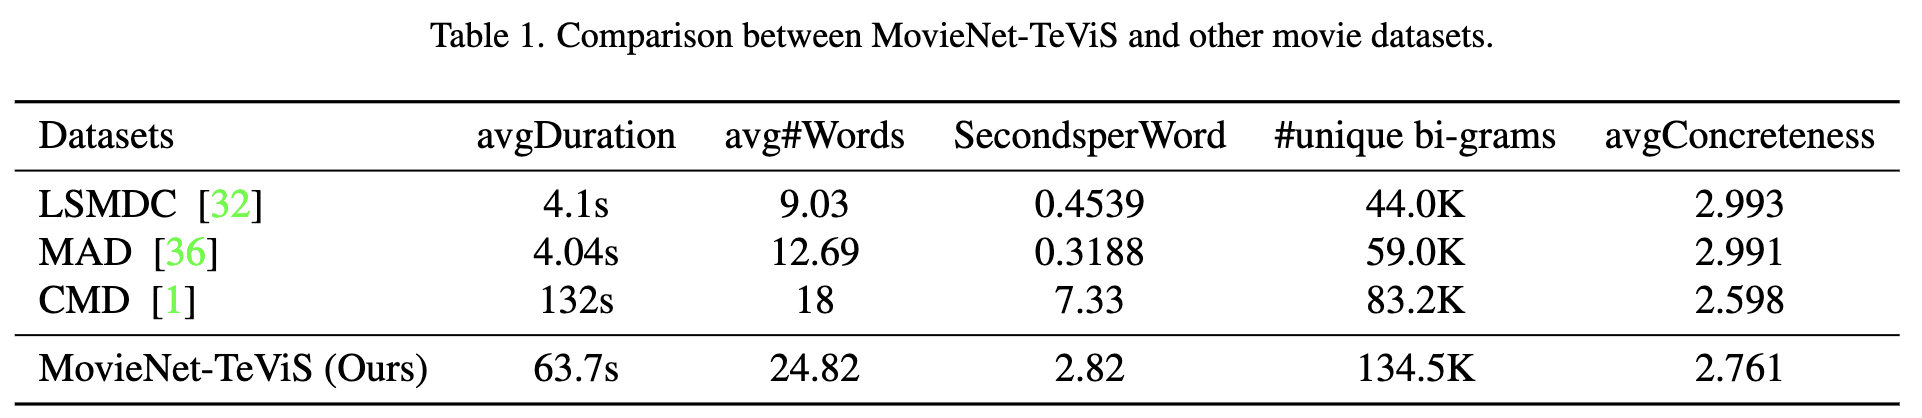 Table 1. Comparison between MovieNet-TeViS and other movie datasets.
Datasets avgDuration avg#Words SecondsperWord #unique bi-grams avgConcreteness
LSMDC [32] 4.1s 9.03 0.4539 44.0K 2.993
MAD [36] 4.04s 12.69 0.3188 59.0K 2.991
CMD [1] 132s 18 7.33 83.2K 2.598
MovieNet-TeViS (Ours) 63.7s 24.82 2.82 134.5K 2.761